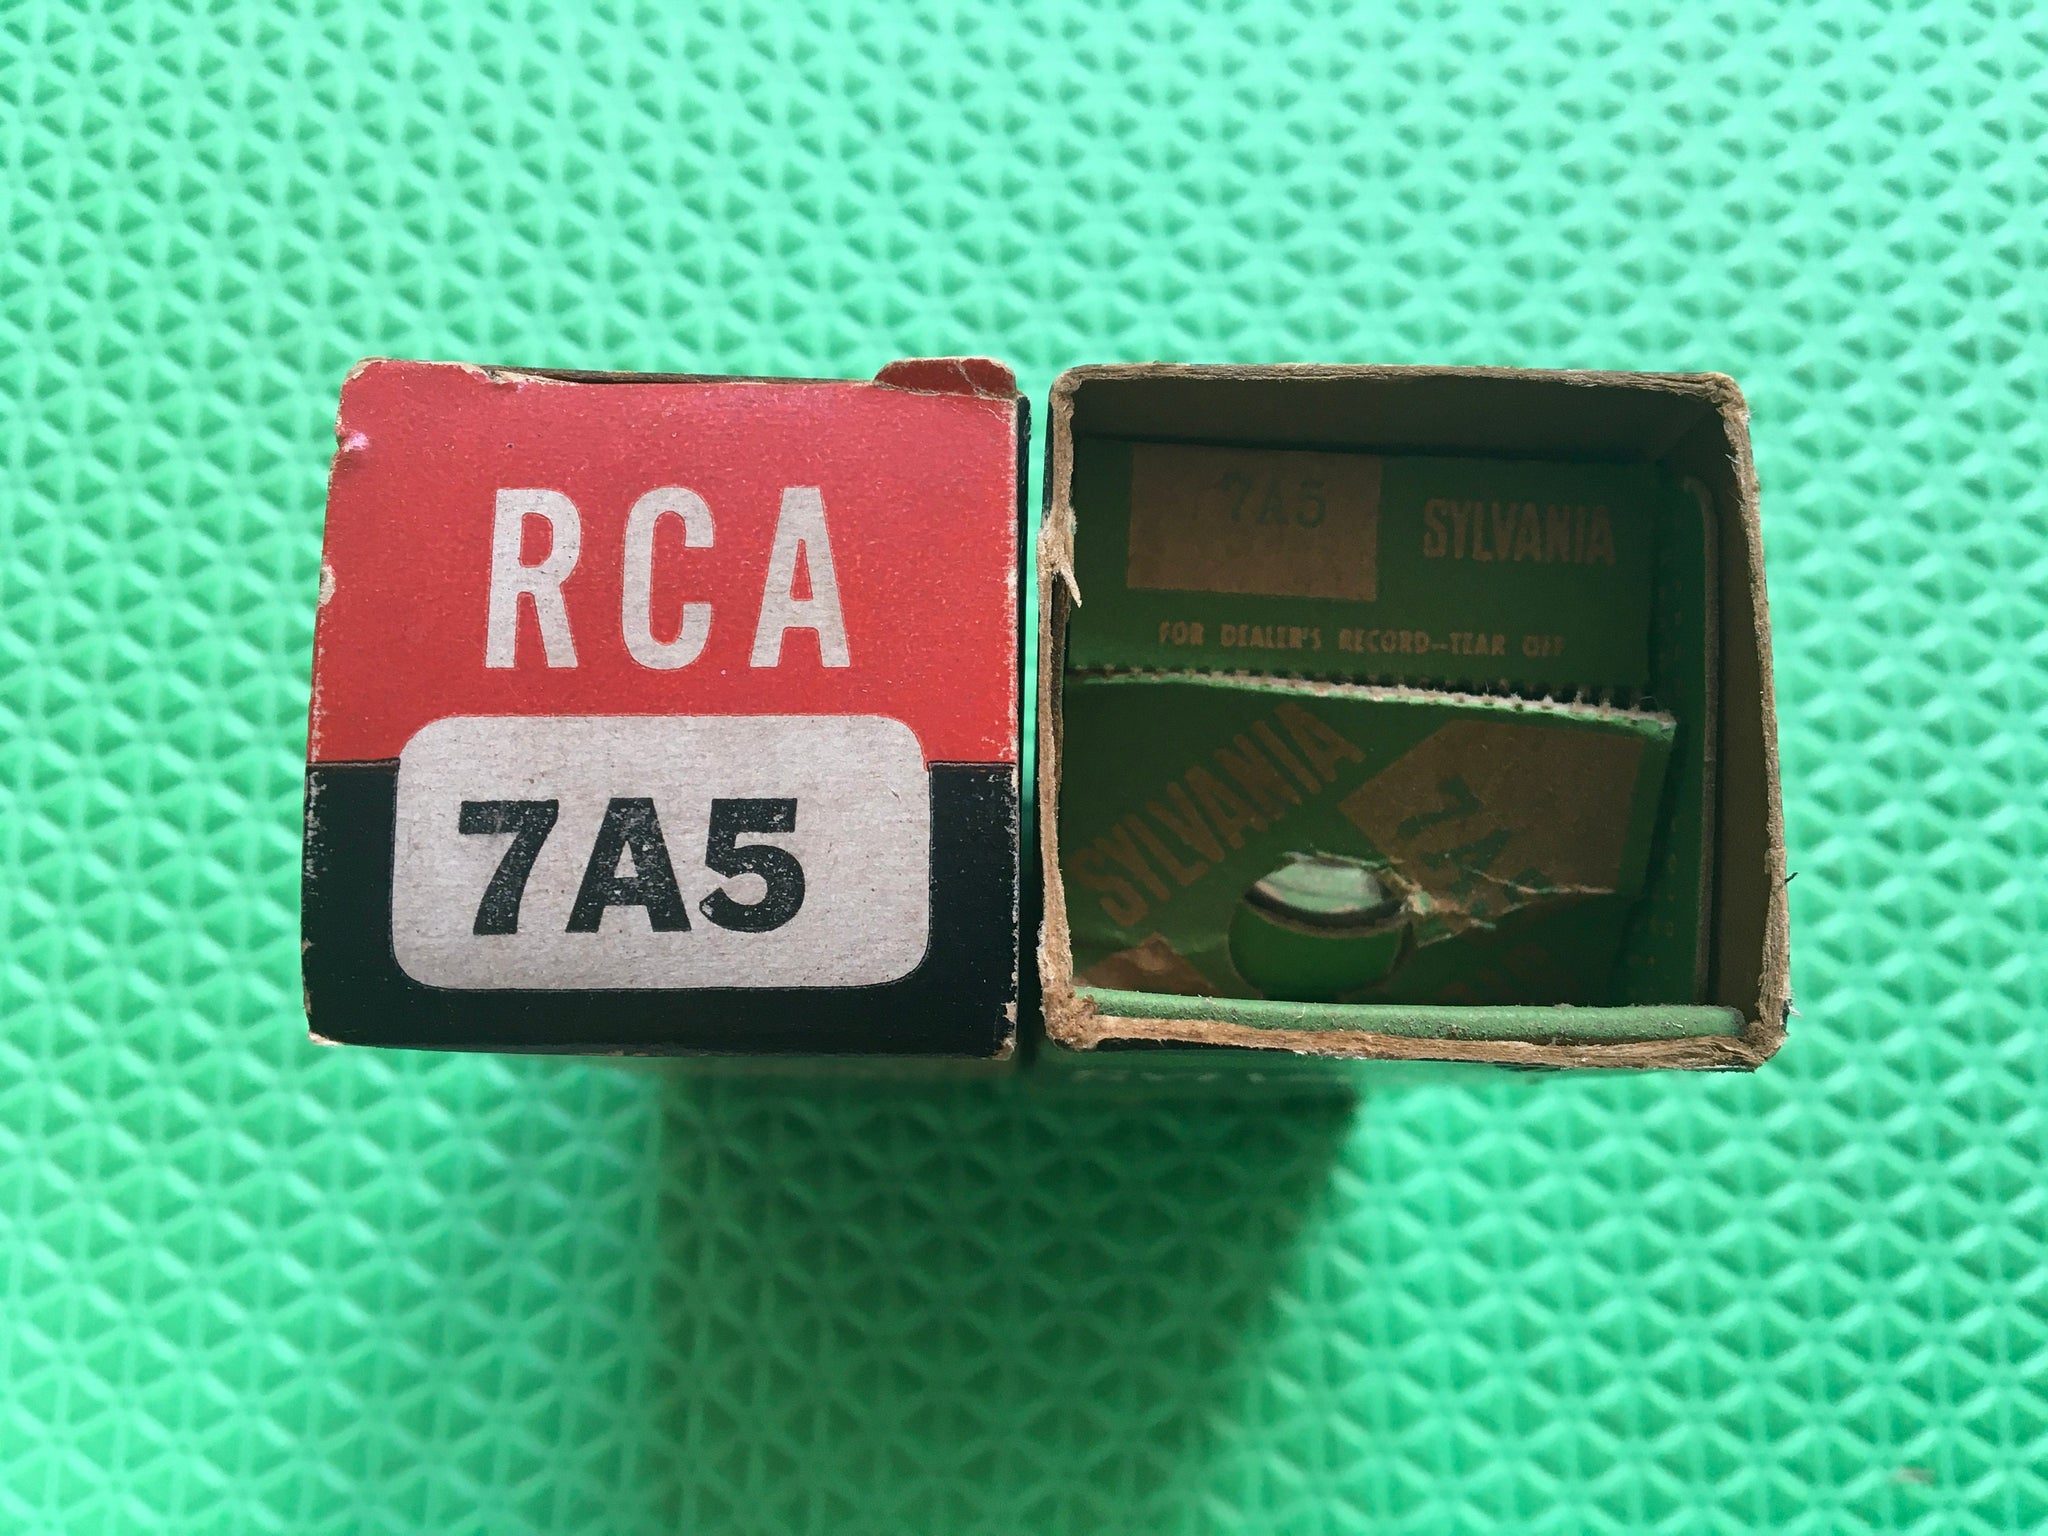 RCA
7A5
7A5
SYLVANIA
FOR DEALER'S RECORD--TEAR OFF
SYLVANIA